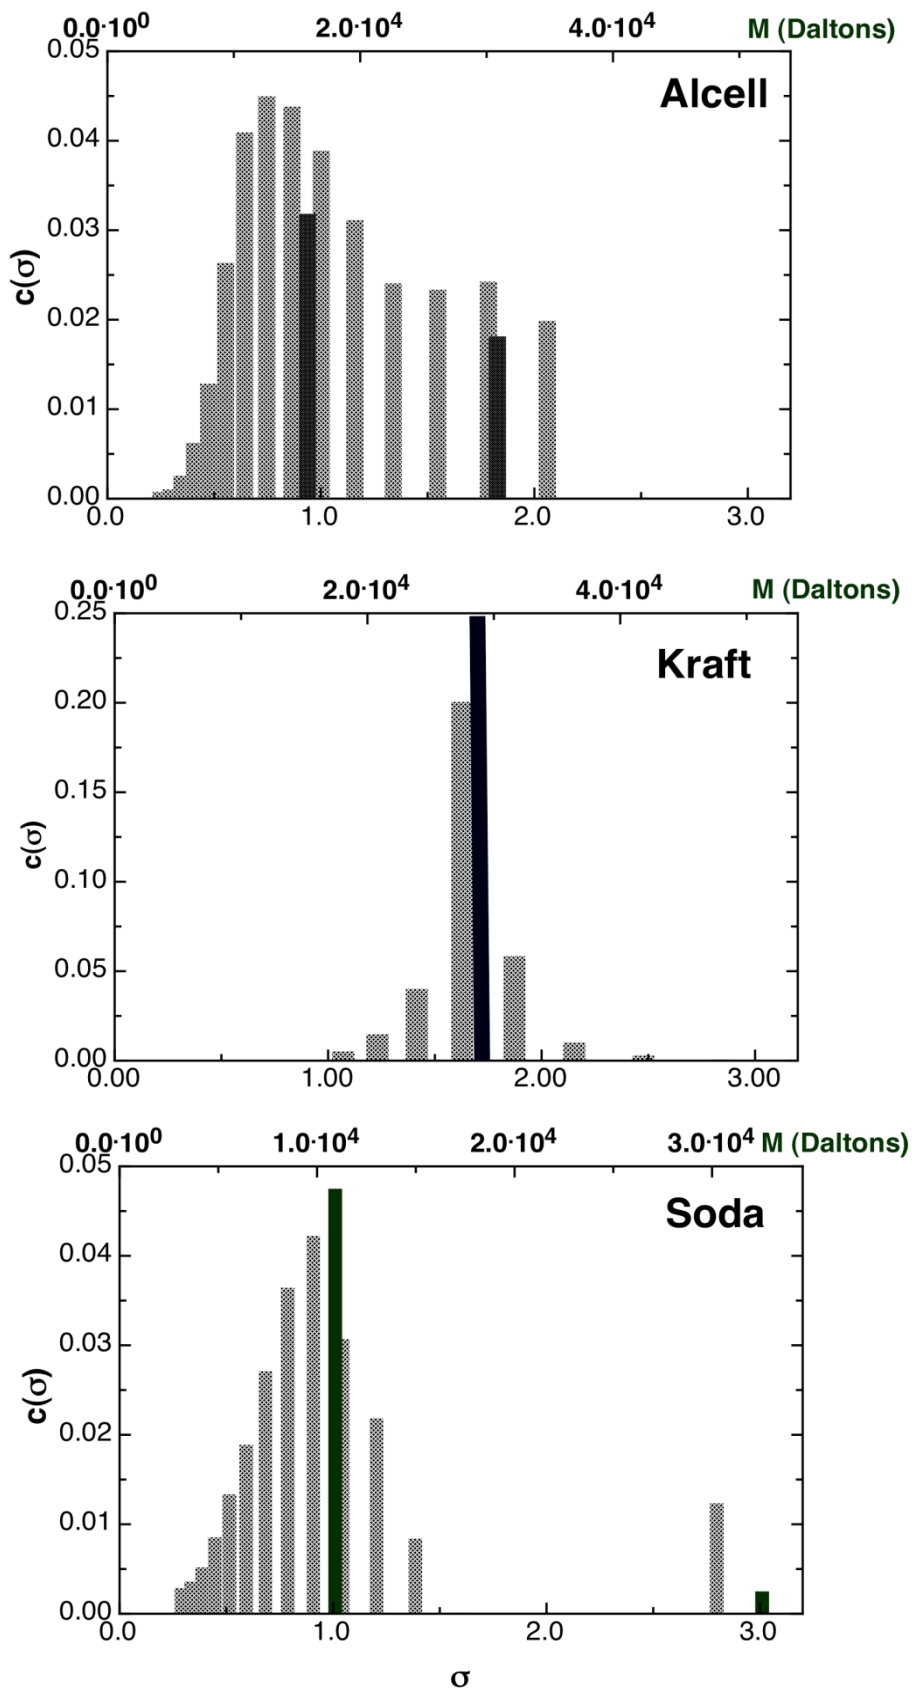 0.0·10⁰ 2.0·10⁴ 4.0·10⁴ M (Daltons)
0.05
Alcell
0.04
0.03
c(σ)
0.02
0.01
0.00
0.0 1.0 2.0 3.0
0.0·10⁰ 2.0·10⁴ 4.0·10⁴ M (Daltons)
0.25
Kraft
0.20
0.15
c(σ)
0.10
0.05
0.00
0.00 1.00 2.00 3.00
0.0·10⁰ 1.0·10⁴ 2.0·10⁴ 3.0·10⁴ M (Daltons)
0.05
Soda
0.04
0.03
c(σ)
0.02
0.01
0.00
0.0 1.0 2.0 3.0
σ